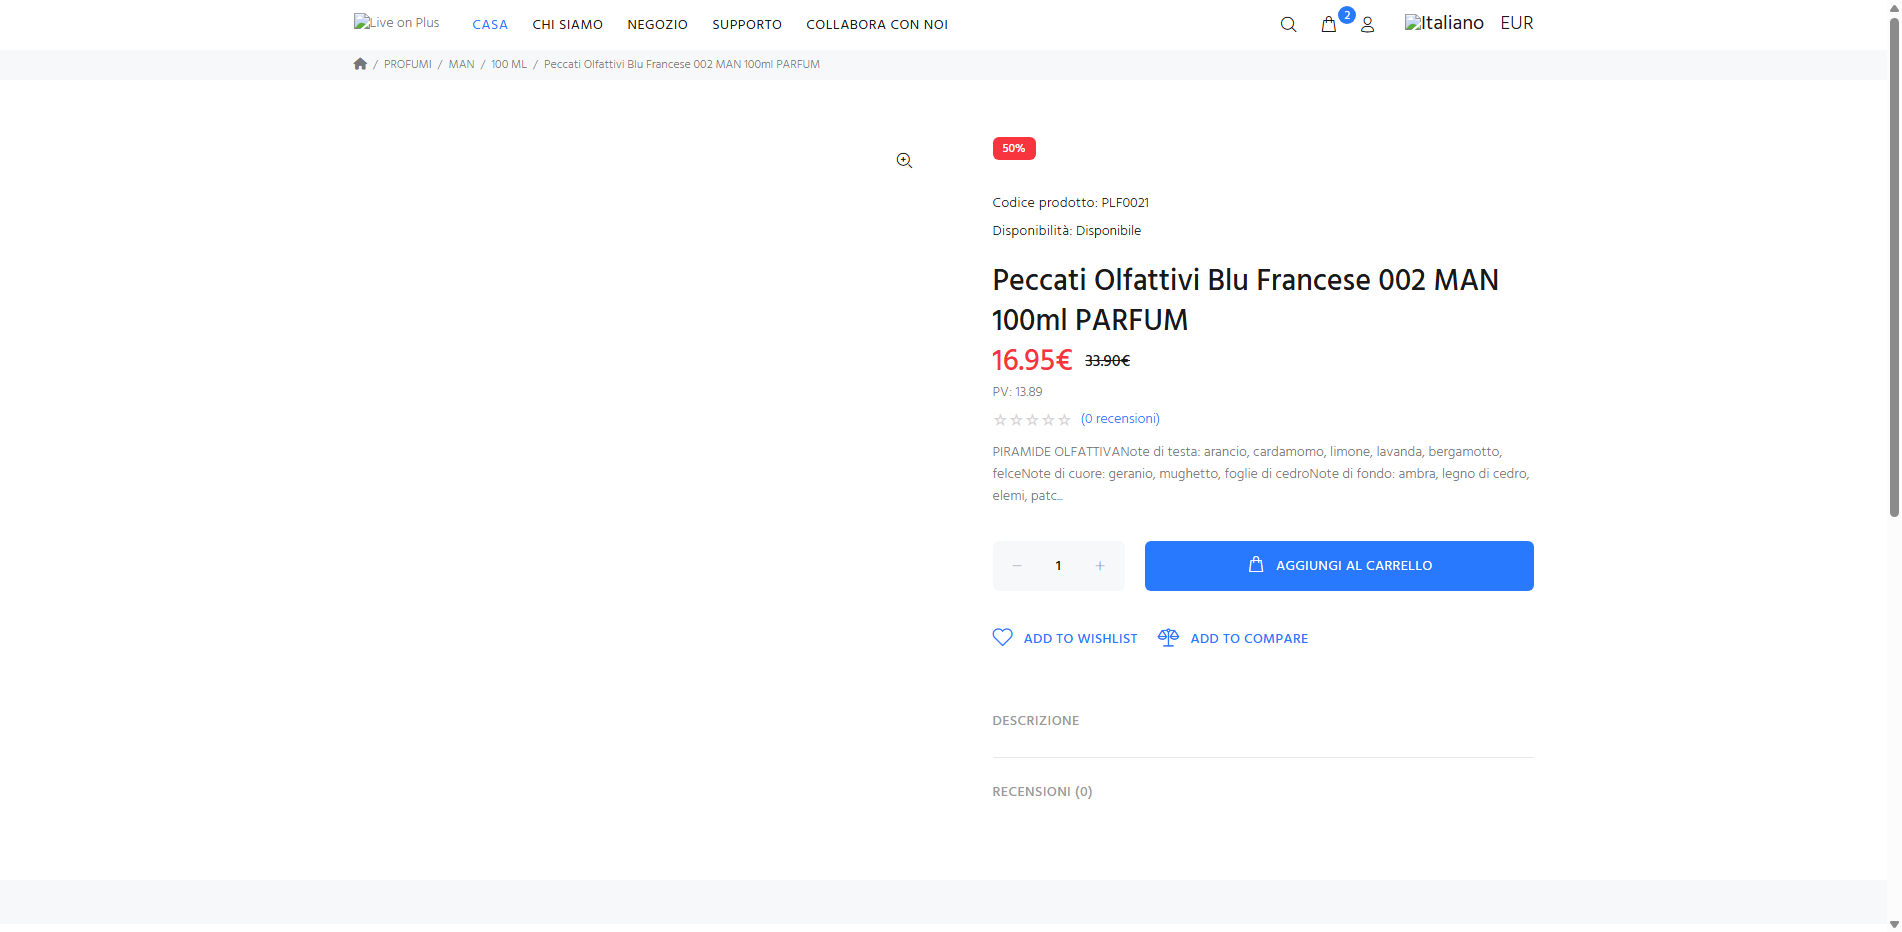 Live on Plus CASA CHI SIAMO NEGOZIO SUPPORTO COLLABORA CON NOI 2 Italiano EUR
/ PROFUMI / MAN / 100 ML / Peccati Olfattivi Blu Francese 002 MAN 100ml PARFUM
50%
Codice prodotto: PLF0021
Disponibilità: Disponibile
Peccati Olfattivi Blu Francese 002 MAN
100ml PARFUM
16.95€ 33.90€
PV: 13.89
(0 recensioni)
PIRAMIDE OLFATTIVANote di testa: arancio, cardamomo, limone, lavanda, bergamotto,
felceNote di cuore: geranio, mughetto, foglie di cedroNote di fondo: ambra, legno di cedro,
elemi, patc...
− 1 + AGGIUNGI AL CARRELLO
ADD TO WISHLIST ADD TO COMPARE
DESCRIZIONE
RECENSIONI (0)